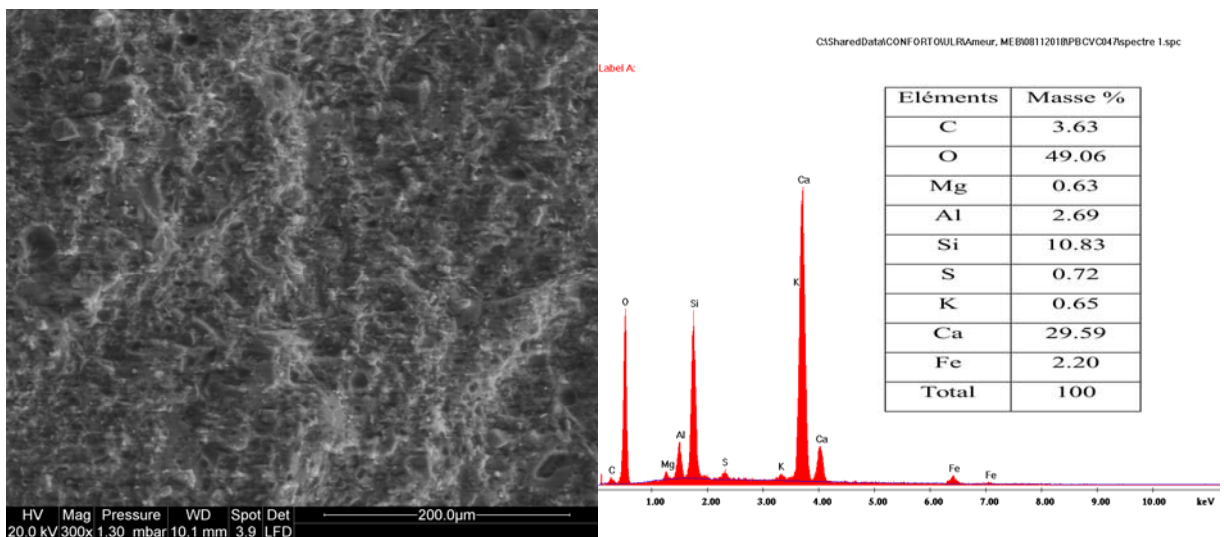 HV Mag Pressure WD Spot Det
20.0 kV 300x 1.30 mbar 10.1 mm 3.9 LFD
200.0µm
C:\SharedData\CONFORTO\ULR\Ameur, MEB\08112018\PBCVC047\spectre 1.spc
Label A:
Eléments Masse %
C 3.63
O 49.06
Mg 0.63
Al 2.69
Si 10.83
S 0.72
K 0.65
Ca 29.59
Fe 2.20
Total 100
Ca
K
O
Si
Al
Ca
C
Mg
S
K
Fe
Fe
1.00 2.00 3.00 4.00 5.00 6.00 7.00 8.00 9.00 10.00 keV